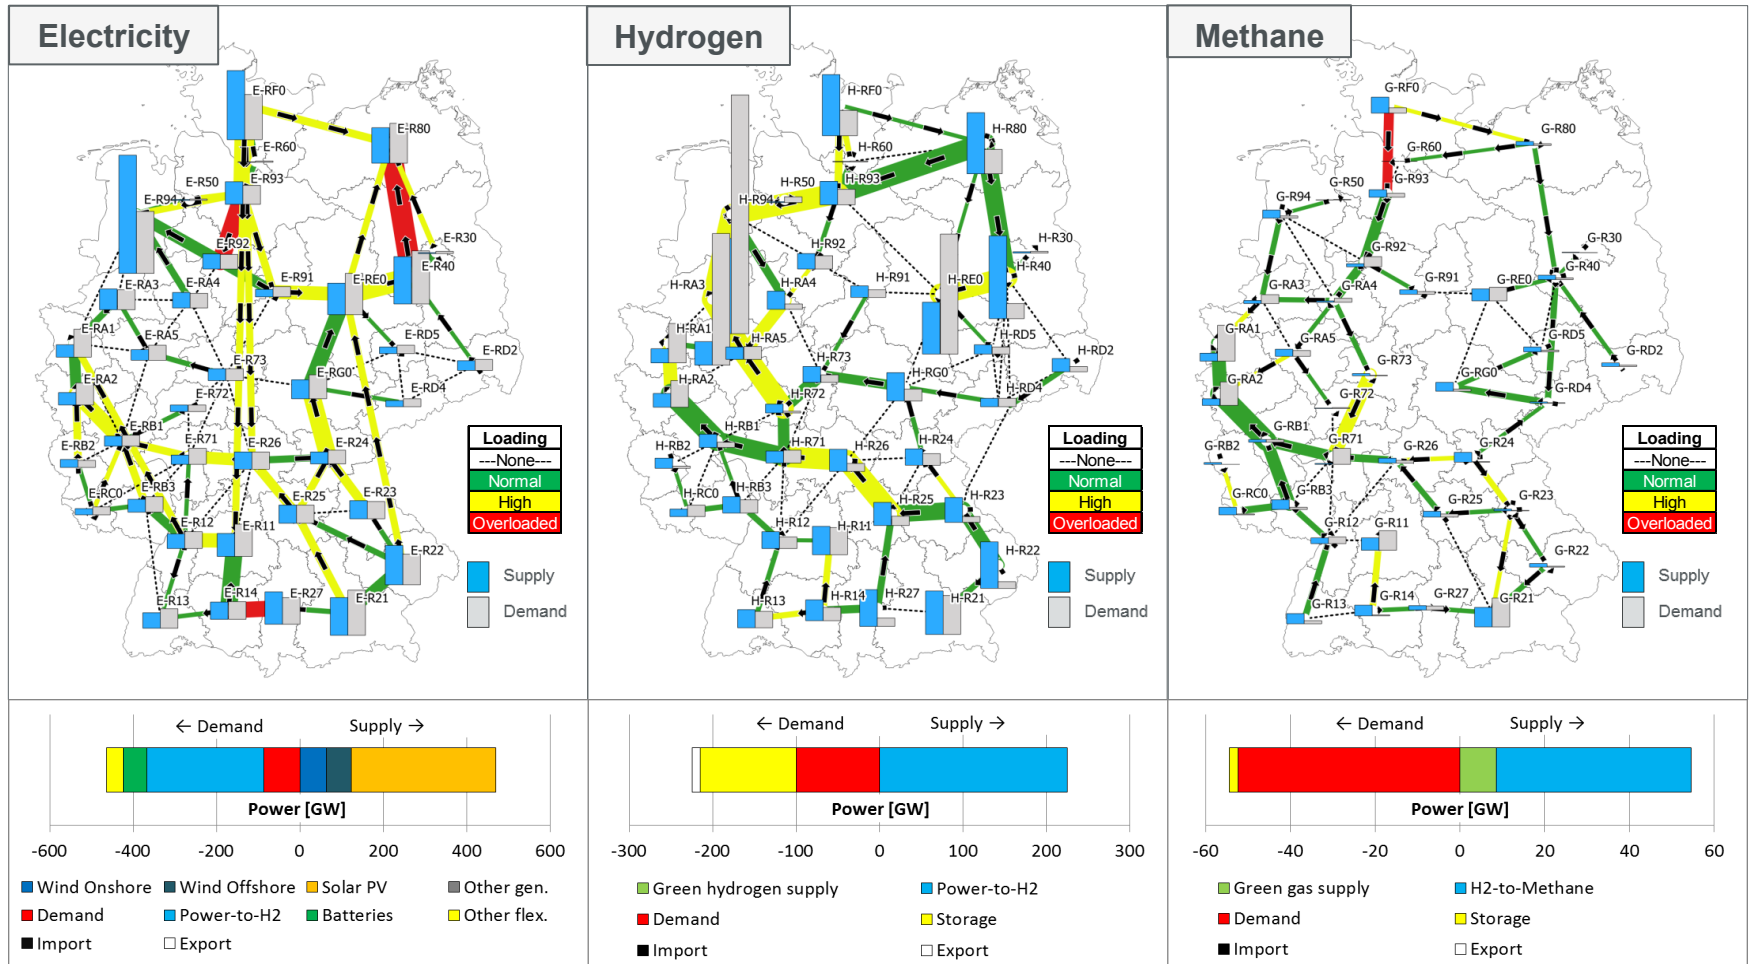 Electricity
E-RF0
E-R80
E-R60
E-R50
E-R93
E-R94
E-R92
E-R30
E-R40
E-RA3
E-RA4
E-R91
E-RE0
E-RA1
E-RA5
E-RD5
E-RD2
E-R73
E-RA2
E-RG0
E-RD4
E-R72
E-RB1
E-R71
E-R26
E-R24
E-RB2
E-RC0
E-RB3
E-R25
E-R23
E-R12
E-R11
E-R22
E-R13
E-R14
E-R27
E-R21
Loading
---None---
Normal
High
Overloaded
Supply
Demand
Hydrogen
H-RF0
H-R80
H-R60
H-R50
H-R93
H-R94
H-R92
H-R30
H-R40
H-RA3
H-RA4
H-R91
H-RE0
H-RA1
H-RA5
H-RD5
H-RD2
H-R73
H-RA2
H-RG0
H-RD4
H-R72
H-RB1
H-R71
H-R26
H-R24
H-RB2
H-RC0
H-RB3
H-R25
H-R23
H-R12
H-R11
H-R22
H-R13
H-R14
H-R27
H-R21
Loading
---None---
Normal
High
Overloaded
Supply
Demand
Methane
G-RF0
G-R80
G-R60
G-R50
G-R93
G-R94
G-R92
G-R30
G-R40
G-RA3
G-RA4
G-R91
G-RE0
G-RA1
G-RA5
G-RD5
G-RD2
G-R73
G-RA2
G-RG0
G-RD4
G-R72
G-RB1
G-R71
G-R26
G-R24
G-RB2
G-RC0
G-RB3
G-R25
G-R23
G-R12
G-R11
G-R22
G-R13
G-R14
G-R27
G-R21
Loading
---None---
Normal
High
Overloaded
Supply
Demand
← Demand Supply →
Power [GW]
-600 -400 -200 0 200 400 600
Wind Onshore Wind Offshore Solar PV Other gen.
Demand Power-to-H2 Batteries Other flex.
Import Export
← Demand Supply →
Power [GW]
-300 -200 -100 0 100 200 300
Green hydrogen supply Power-to-H2
Demand Storage
Import Export
← Demand Supply →
Power [GW]
-60 -40 -20 0 20 40 60
Green gas supply H2-to-Methane
Demand Storage
Import Export